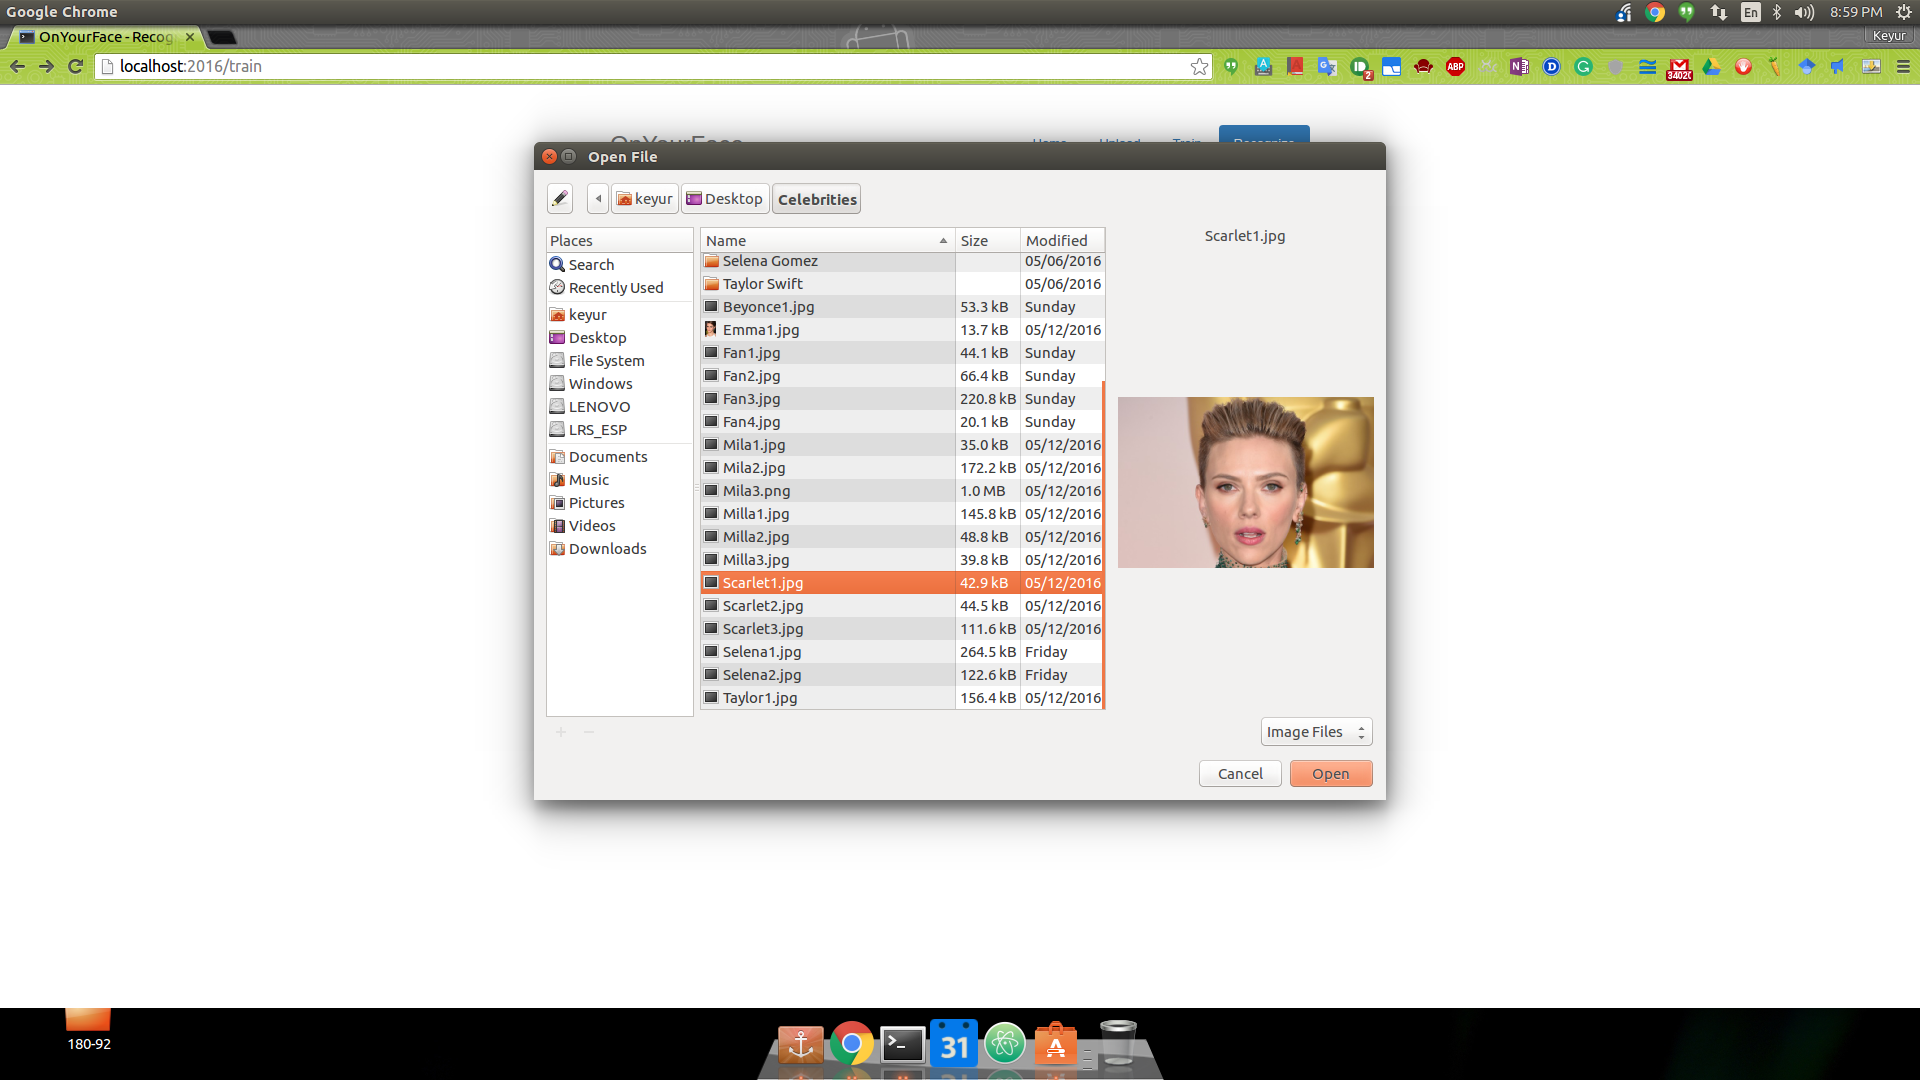 Google Chrome
En
8:59 PM
OnYourFace - Recog
Keyur
localhost:2016/train
2
ABP
34020
OnYourFace
Home Upload Train Recognize
Open File
keyur Desktop Celebrities
Places
Search
Recently Used
keyur
Desktop
File System
Windows
LENOVO
LRS_ESP
Documents
Music
Pictures
Videos
Downloads
Name Size Modified
Selena Gomez 05/06/2016
Taylor Swift 05/06/2016
Beyonce1.jpg 53.3 kB Sunday
Emma1.jpg 13.7 kB 05/12/2016
Fan1.jpg 44.1 kB Sunday
Fan2.jpg 66.4 kB Sunday
Fan3.jpg 220.8 kB Sunday
Fan4.jpg 20.1 kB Sunday
Mila1.jpg 35.0 kB 05/12/2016
Mila2.jpg 172.2 kB 05/12/2016
Mila3.png 1.0 MB 05/12/2016
Milla1.jpg 145.8 kB 05/12/2016
Milla2.jpg 48.8 kB 05/12/2016
Milla3.jpg 39.8 kB 05/12/2016
Scarlet1.jpg 42.9 kB 05/12/2016
Scarlet2.jpg 44.5 kB 05/12/2016
Scarlet3.jpg 111.6 kB 05/12/2016
Selena1.jpg 264.5 kB Friday
Selena2.jpg 122.6 kB Friday
Taylor1.jpg 156.4 kB 05/12/2016
Scarlet1.jpg
Image Files
Cancel Open
180-92
31